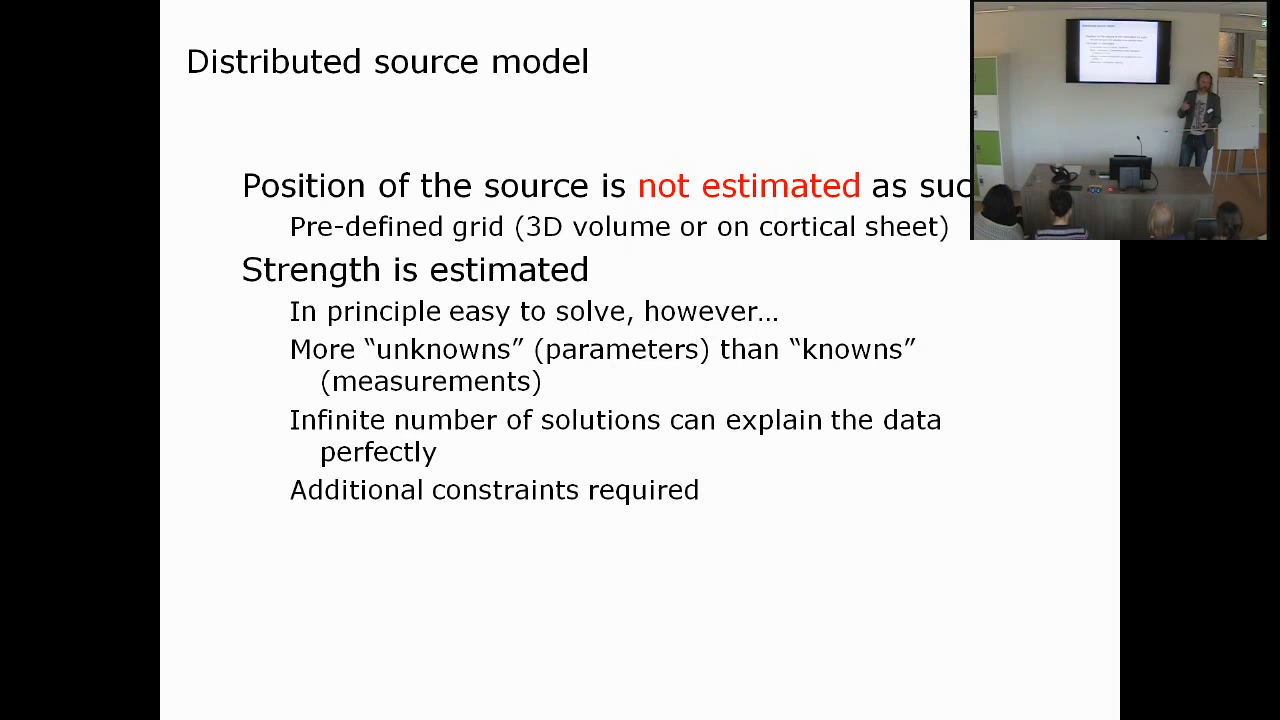 Distributed source model
Position of the source is not estimated as suc
Pre-defined grid (3D volume or on cortical sheet)
Strength is estimated
In principle easy to solve, however…
More “unknowns” (parameters) than “knowns”
(measurements)
Infinite number of solutions can explain the data
perfectly
Additional constraints required